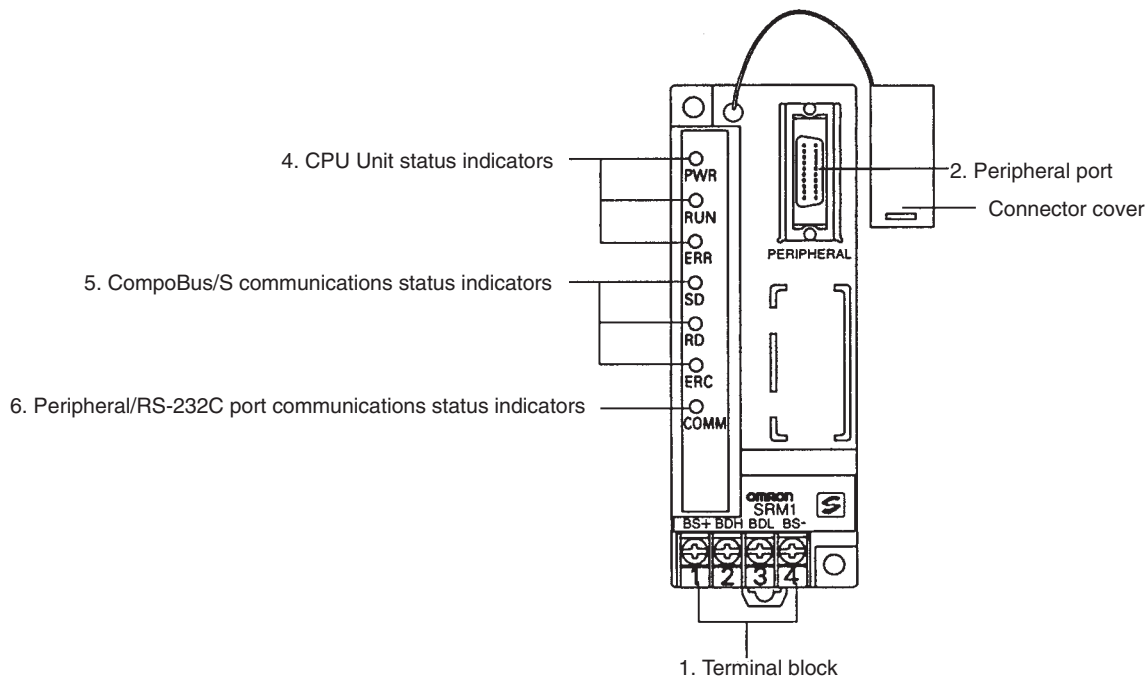 4. CPU Unit status indicators
5. CompoBus/S communications status indicators
6. Peripheral/RS-232C port communications status indicators
PWR
RUN
ERR
SD
RD
ERC
COMM
2. Peripheral port
Connector cover
PERIPHERAL
OMRON
SRM1
S
BS+ BDH BDL BS-
1 2 3 4
1. Terminal block